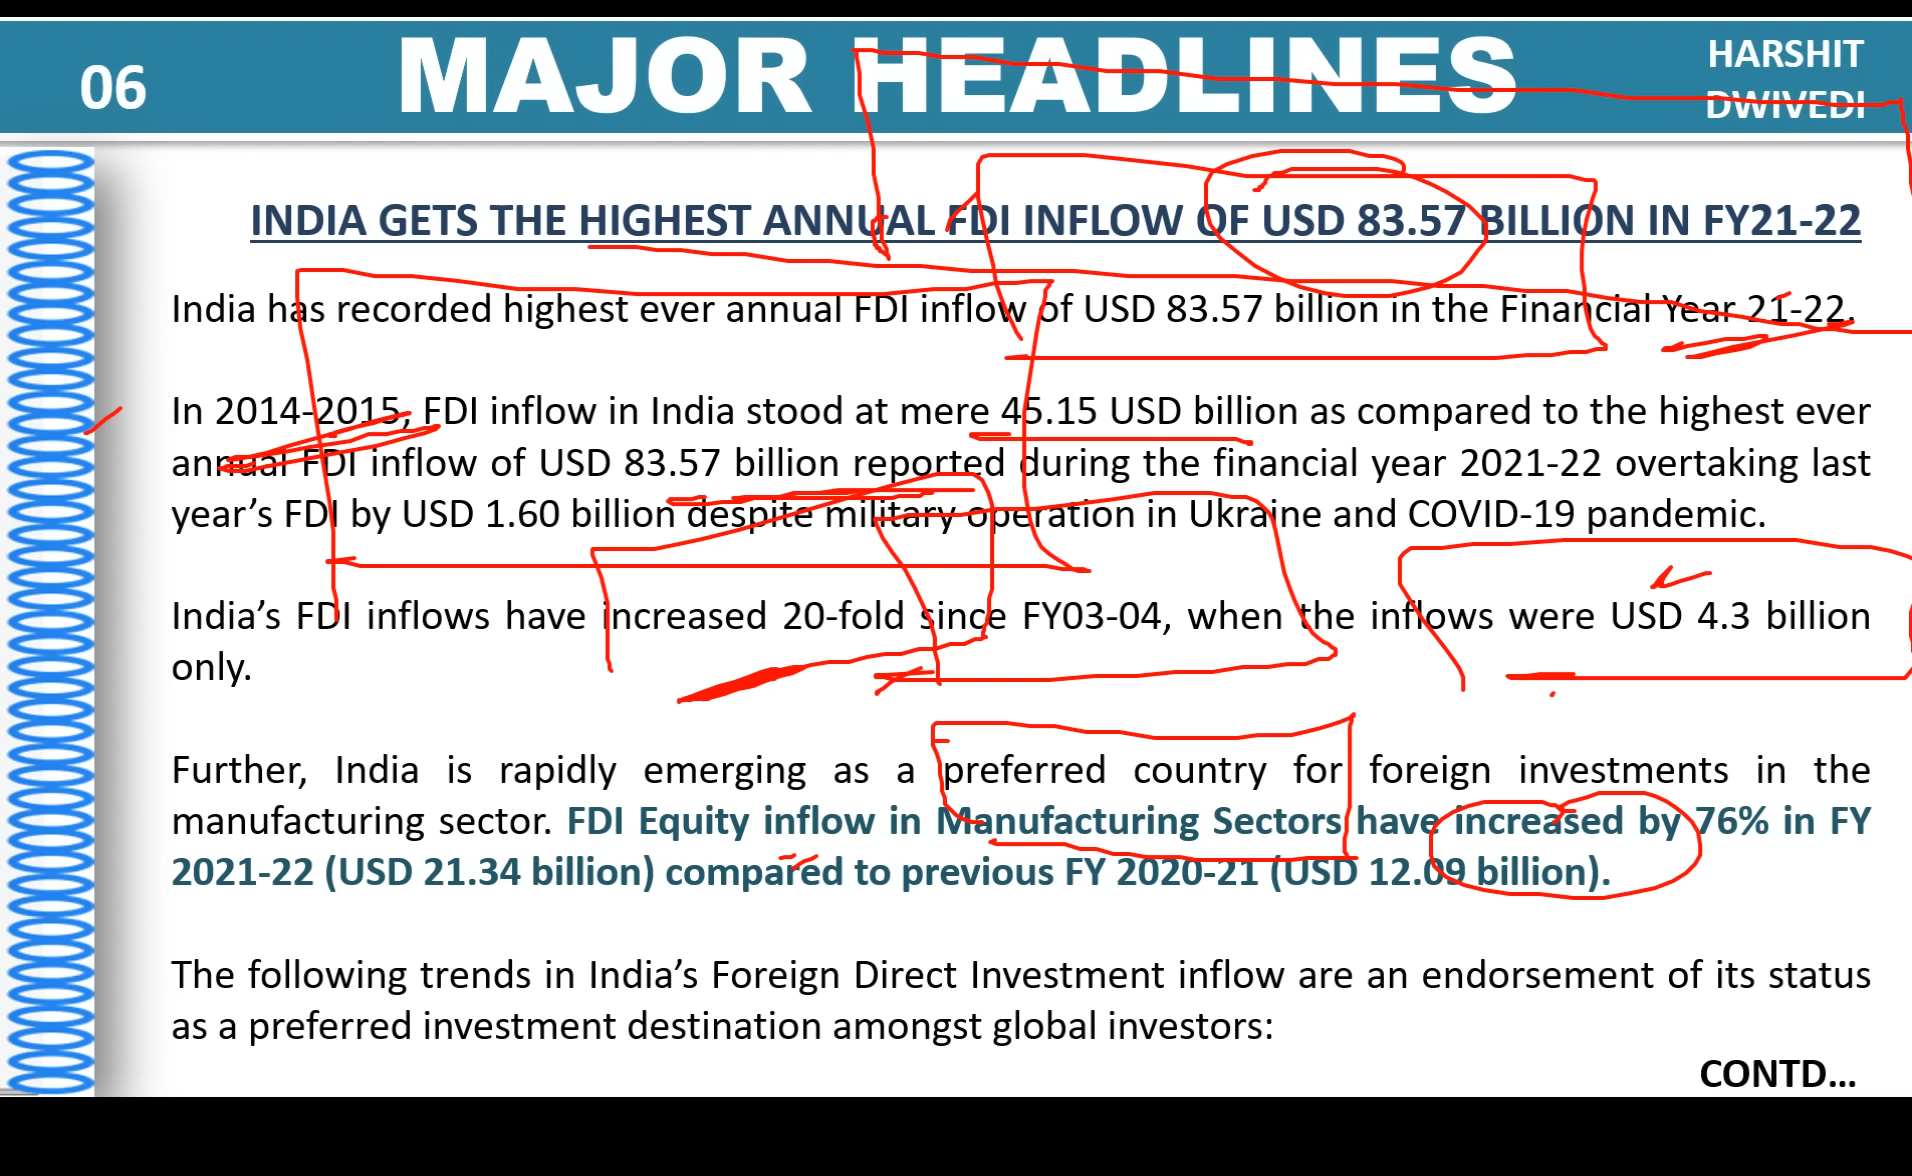 06
MAJOR HEADLINES
HARSHIT
DWIVEDI
INDIA GETS THE HIGHEST ANNUAL FDI INFLOW OF USD 83.57 BILLION IN FY21-22
India has recorded highest ever annual FDI inflow of USD 83.57 billion in the Financial Year 21-22.
In 2014-2015, FDI inflow in India stood at mere 45.15 USD billion as compared to the highest ever
annual FDI inflow of USD 83.57 billion reported during the financial year 2021-22 overtaking last
year’s FDI by USD 1.60 billion despite military operation in Ukraine and COVID-19 pandemic.
India’s FDI inflows have increased 20-fold since FY03-04, when the inflows were USD 4.3 billion
only.
Further, India is rapidly emerging as a preferred country for foreign investments in the
manufacturing sector. FDI Equity inflow in Manufacturing Sectors have increased by 76% in FY
2021-22 (USD 21.34 billion) compared to previous FY 2020-21 (USD 12.09 billion).
The following trends in India’s Foreign Direct Investment inflow are an endorsement of its status
as a preferred investment destination amongst global investors:
CONTD...